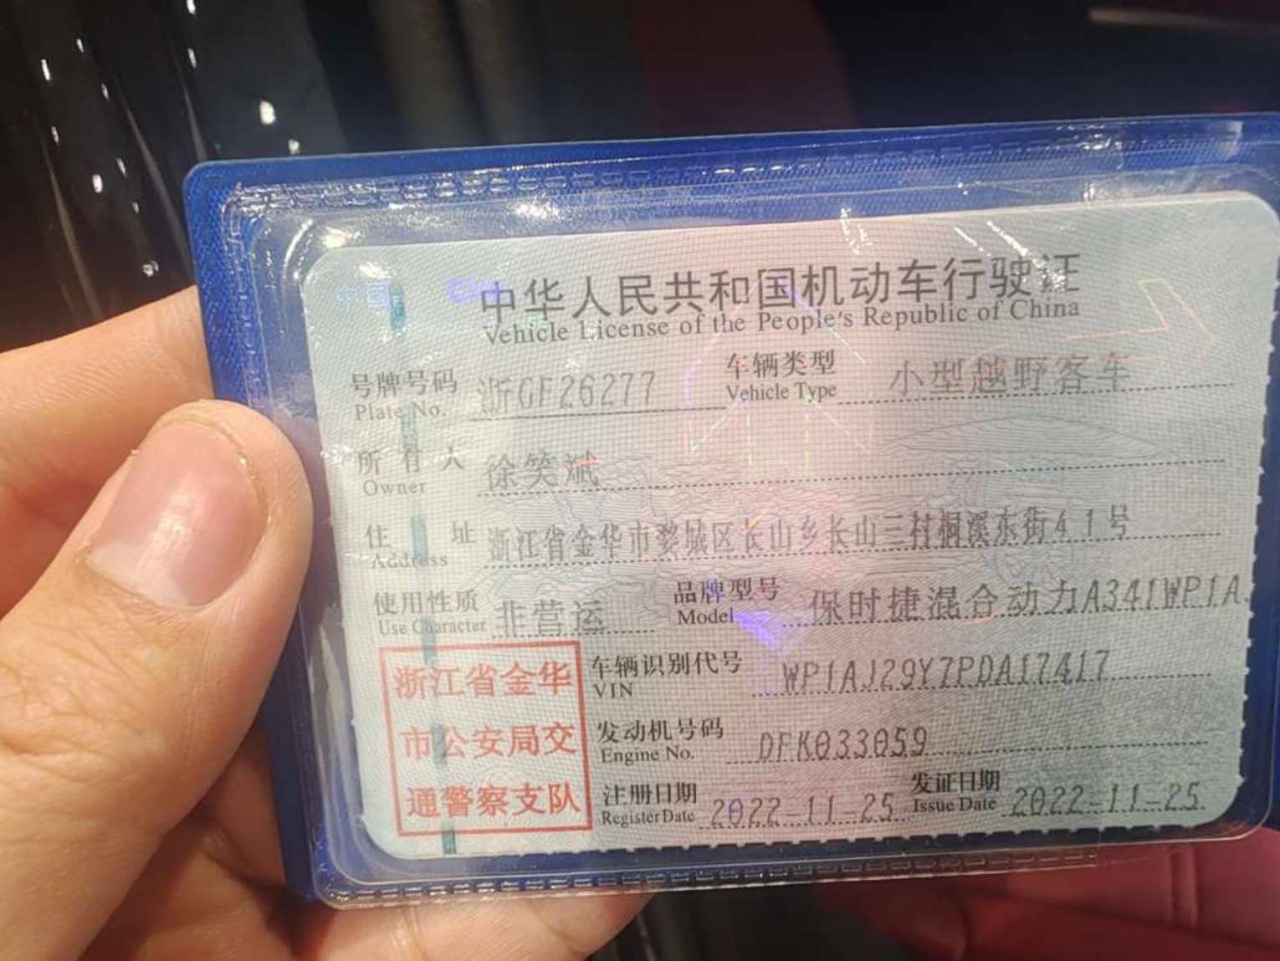 中华人民共和国机动车行驶证
Vehicle License of the People's Republic of China
号牌号码 浙GF26277 车辆类型 小型越野客车
Plate No. Vehicle Type
所有人 徐笑斌
Owner
住址 浙江省金华市婺城区长山乡长山三村桐溪东街41号
Address
使用性质 非营运 品牌型号 保时捷混合动力A341WP1A
Use Character Model
浙江省金华 车辆识别代号 WP1AJ29Y7PDA17417
VIN
市公安局交 发动机号码 DFK033059
Engine No.
通警察支队 注册日期 2022-11-25 发证日期 2022-11-25
Register Date Issue Date